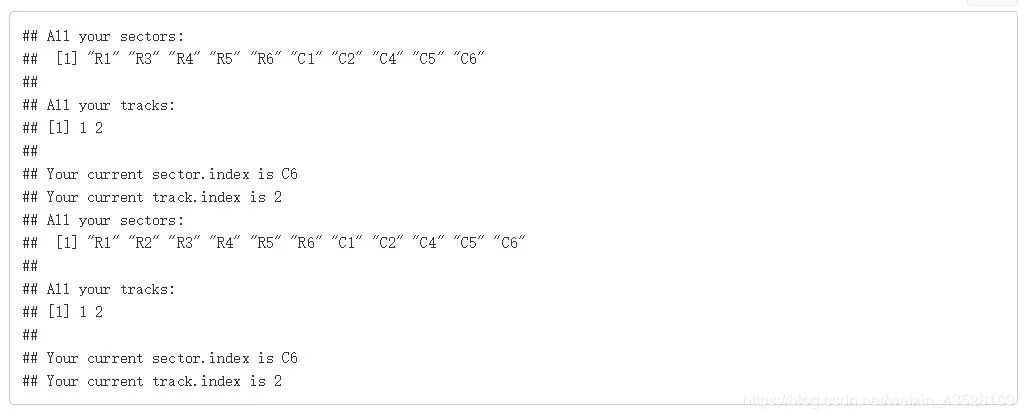 ## All your sectors:
##  [1] "R1" "R3" "R4" "R5" "R6" "C1" "C2" "C4" "C5" "C6"
##
## All your tracks:
## [1] 1 2
##
## Your current sector.index is C6
## Your current track.index is 2
## All your sectors:
##  [1] "R1" "R2" "R3" "R4" "R5" "R6" "C1" "C2" "C4" "C5" "C6"
##
## All your tracks:
## [1] 1 2
##
## Your current sector.index is C6
## Your current track.index is 2
https://blog.csdn.net/weixin_43528109